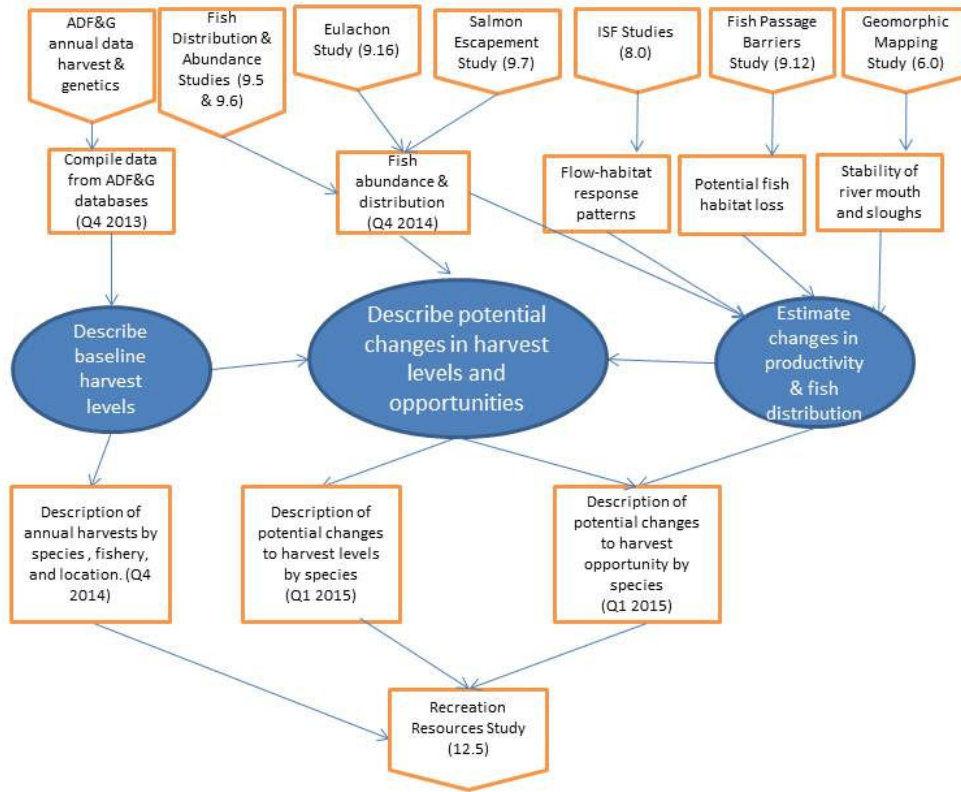 ADF&G
annual data
harvest &
genetics
Fish
Distribution &
Abundance
Studies (9.5
& 9.6)
Eulachon
Study (9.16)
Salmon
Escapement
Study (9.7)
ISF Studies
(8.0)
Fish Passage
Barriers
Study (9.12)
Geomorphic
Mapping
Study (6.0)
Compile data
from ADF&G
databases
(Q4 2013)
Fish
abundance &
distribution
(Q4 2014)
Flow-habitat
response
patterns
Potential fish
habitat loss
Stability of
river mouth
and sloughs
Describe
baseline
harvest
levels
Describe potential
changes in harvest
levels and
opportunities
Estimate
changes in
productivity
& fish
distribution
Description of
annual harvests by
species , fishery,
and location. (Q4
2014)
Description of
potential changes
to harvest levels
by species
(Q1 2015)
Description of
potential changes
to harvest
opportunity by
species
(Q1 2015)
Recreation
Resources Study
(12.5)